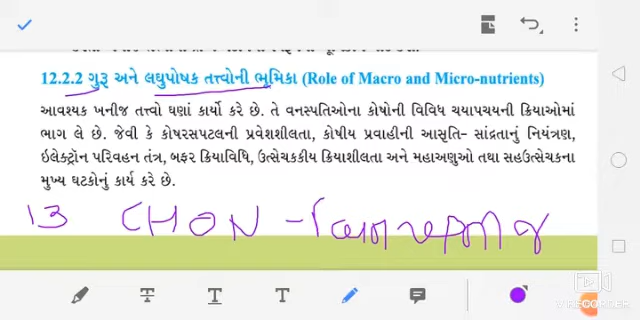 12.2.2 ગુરુ અને લઘુપોષક તત્ત્વોની ભૂમિકા (Role of Macro and Micro-nutrients)
આવશ્યક ખનીજ તત્ત્વો ઘણાં કાર્યો કરે છે. તે વનસ્પતિઓના કોષોની વિવિધ ચયાપચયની ક્રિયાઓમાં
ભાગ લે છે. જેવી કે કોષરસપટલની પ્રવેશશીલતા, કોષીય પ્રવાહીની આસૃતિ- સાંદ્રતાનું નિયંત્રણ,
ઇલેક્ટ્રૉન પરિવહન તંત્ર, બફર ક્રિયાવિધિ, ઉત્સેચકકીય ક્રિયાશીલતા અને મહાઅણુઓ તથા સહઉત્સેચકના
મુખ્ય ઘટકોનું કાર્ય કરે છે.
13 CHON -
V RECORDER